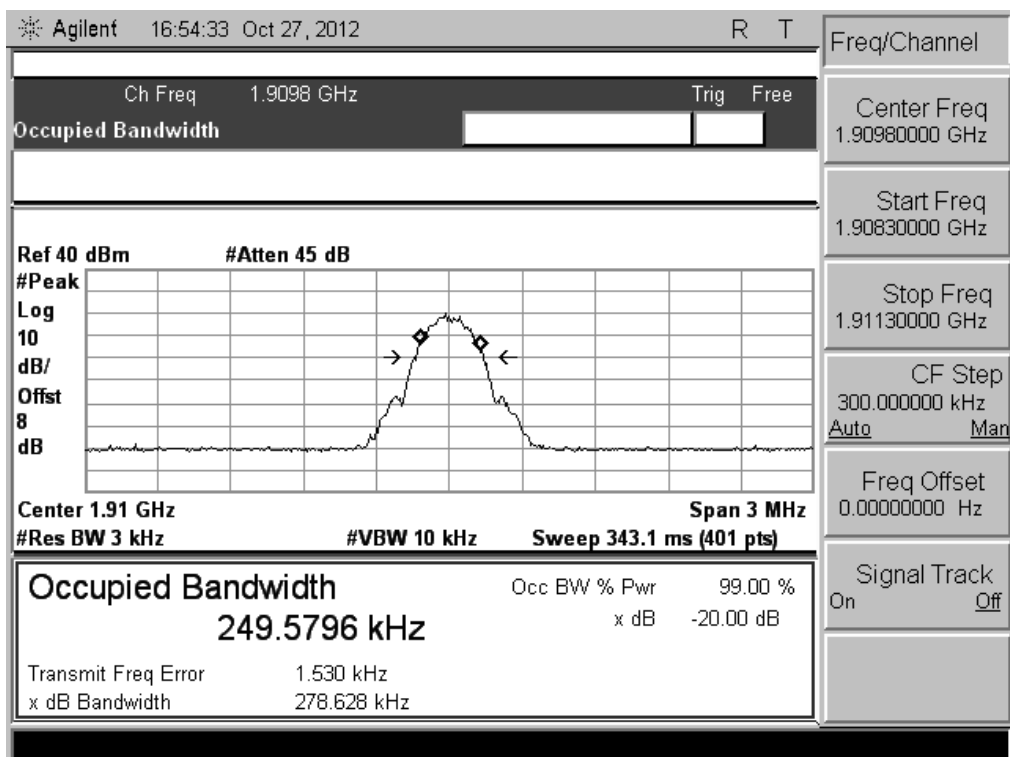 Agilent 16:54:33 Oct 27, 2012 R T
Freq/Channel
Ch Freq 1.9098 GHz Trig Free
Occupied Bandwidth
Center Freq
1.90980000 GHz
Start Freq
1.90830000 GHz
Stop Freq
1.91130000 GHz
CF Step
300.000000 kHz
Auto Man
Freq Offset
0.00000000 Hz
Signal Track
On Off
Ref 40 dBm #Atten 45 dB
#Peak
Log
10
dB/
Offst
8
dB
Center 1.91 GHz Span 3 MHz
#Res BW 3 kHz #VBW 10 kHz Sweep 343.1 ms (401 pts)
Occupied Bandwidth
249.5796 kHz
Occ BW % Pwr 99.00 %
x dB -20.00 dB
Transmit Freq Error 1.530 kHz
x dB Bandwidth 278.628 kHz